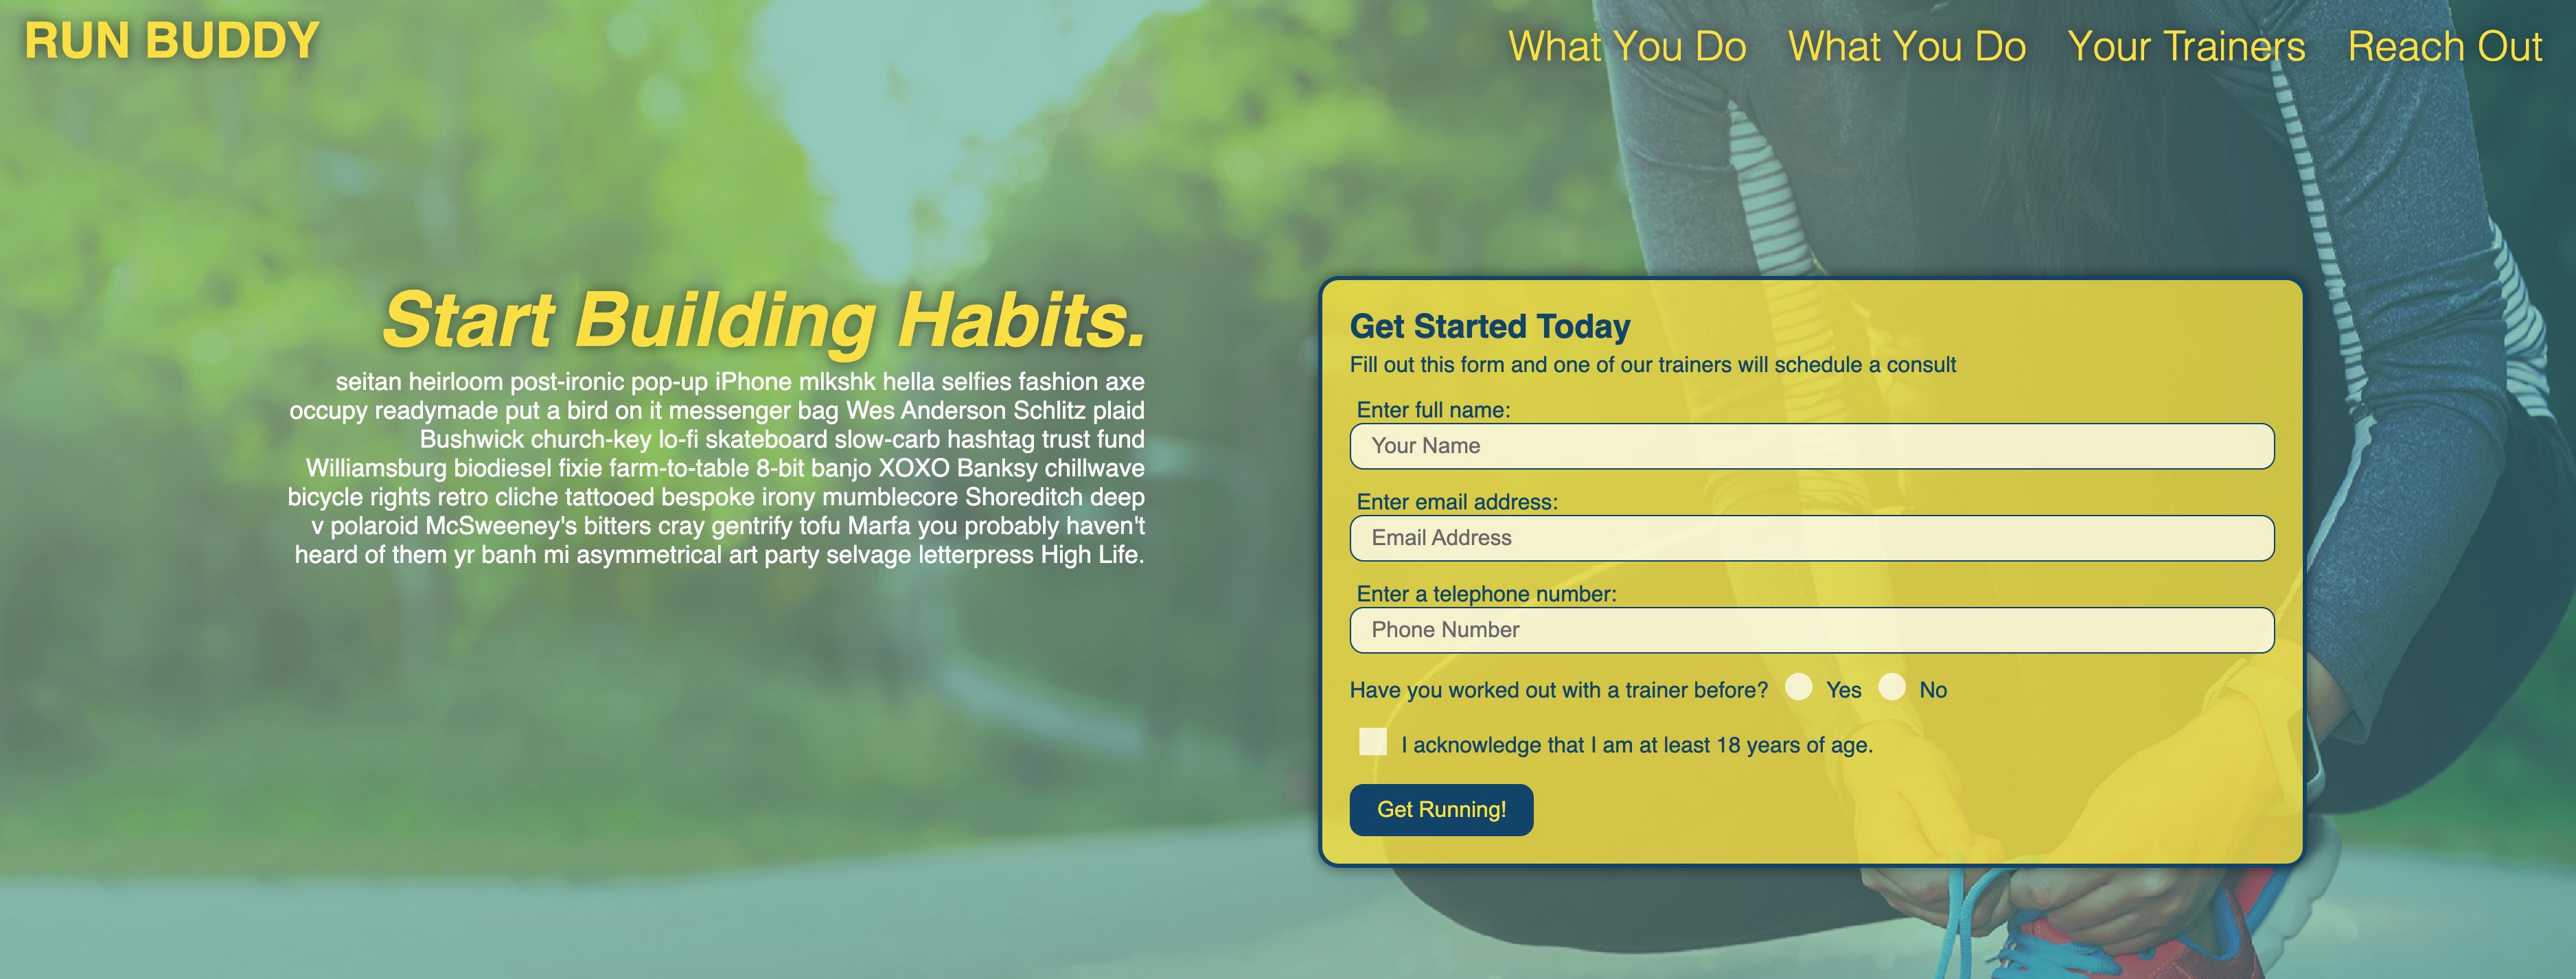 RUN BUDDY
What You Do What You Do Your Trainers Reach Out
Start Building Habits.
seitan heirloom post-ironic pop-up iPhone mlkshk hella selfies fashion axe
occupy readymade put a bird on it messenger bag Wes Anderson Schlitz plaid
Bushwick church-key lo-fi skateboard slow-carb hashtag trust fund
Williamsburg biodiesel fixie farm-to-table 8-bit banjo XOXO Banksy chillwave
bicycle rights retro cliche tattooed bespoke irony mumblecore Shoreditch deep
v polaroid McSweeney's bitters cray gentrify tofu Marfa you probably haven't
heard of them yr banh mi asymmetrical art party selvage letterpress High Life.
Get Started Today
Fill out this form and one of our trainers will schedule a consult
Enter full name:
Your Name
Enter email address:
Email Address
Enter a telephone number:
Phone Number
Have you worked out with a trainer before? Yes No
I acknowledge that I am at least 18 years of age.
Get Running!